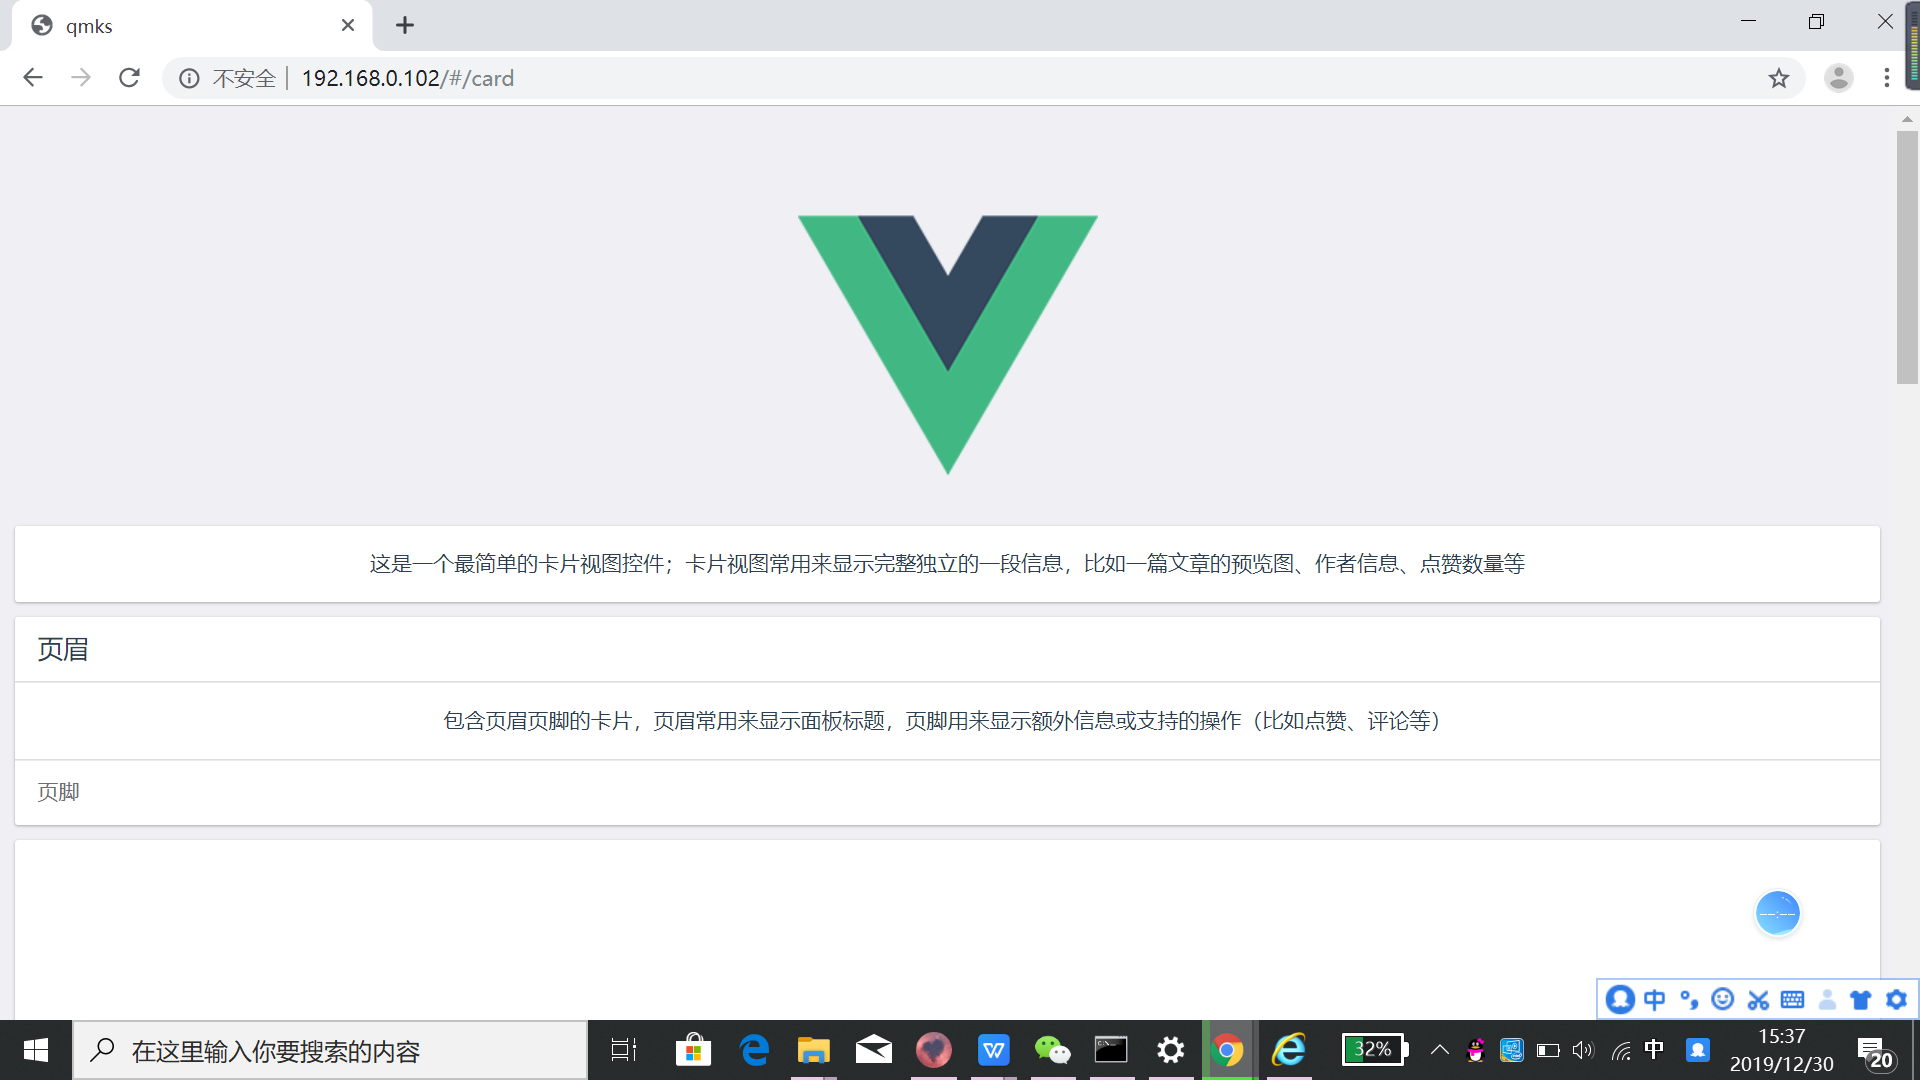 qmks
不安全
192.168.0.102/#/card
这是一个最简单的卡片视图控件；卡片视图常用来显示完整独立的一段信息，比如一篇文章的预览图、作者信息、点赞数量等
页眉
包含页眉页脚的卡片，页眉常用来显示面板标题，页脚用来显示额外信息或支持的操作（比如点赞、评论等）
页脚
--:--
中
在这里输入你要搜索的内容
32%
中
15:37
2019/12/30
20